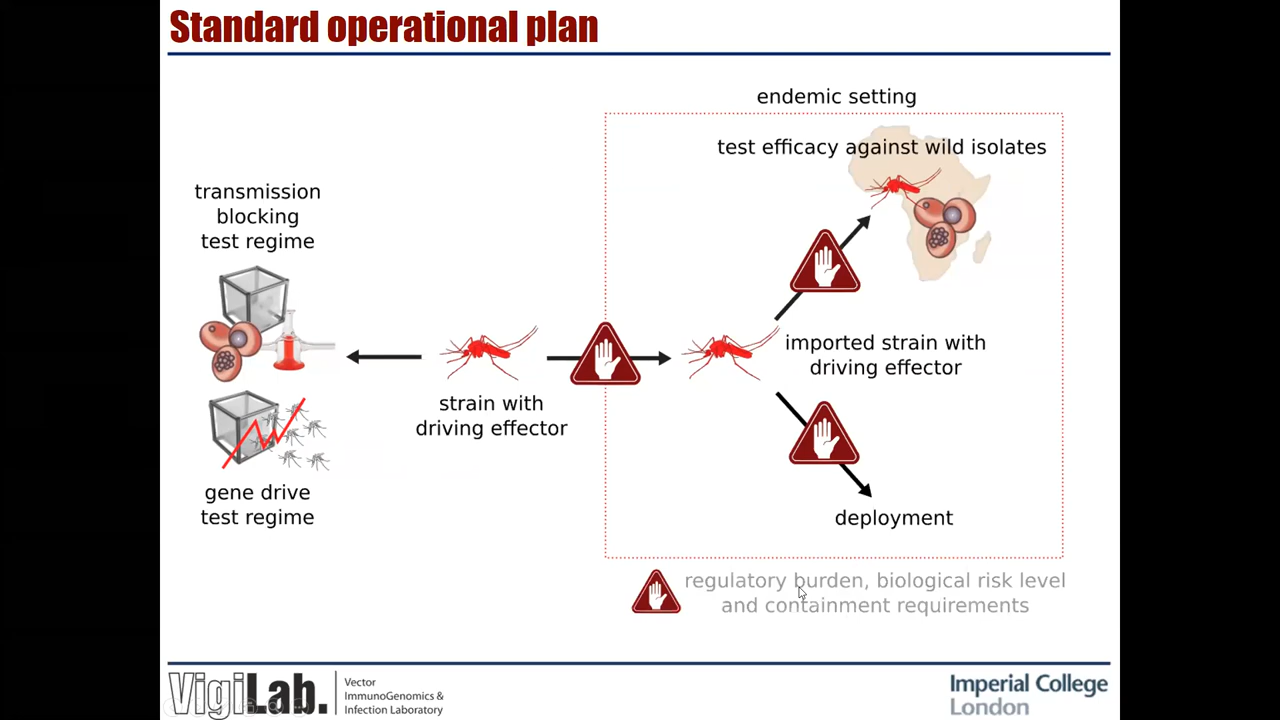 Standard operational plan
endemic setting
test efficacy against wild isolates
transmission
blocking
test regime
imported strain with
driving effector
strain with
driving effector
gene drive
test regime
deployment
regulatory burden, biological risk level
and containment requirements
VigiLab.
Vector
ImmunoGenomics &
Infection Laboratory
Imperial College
London